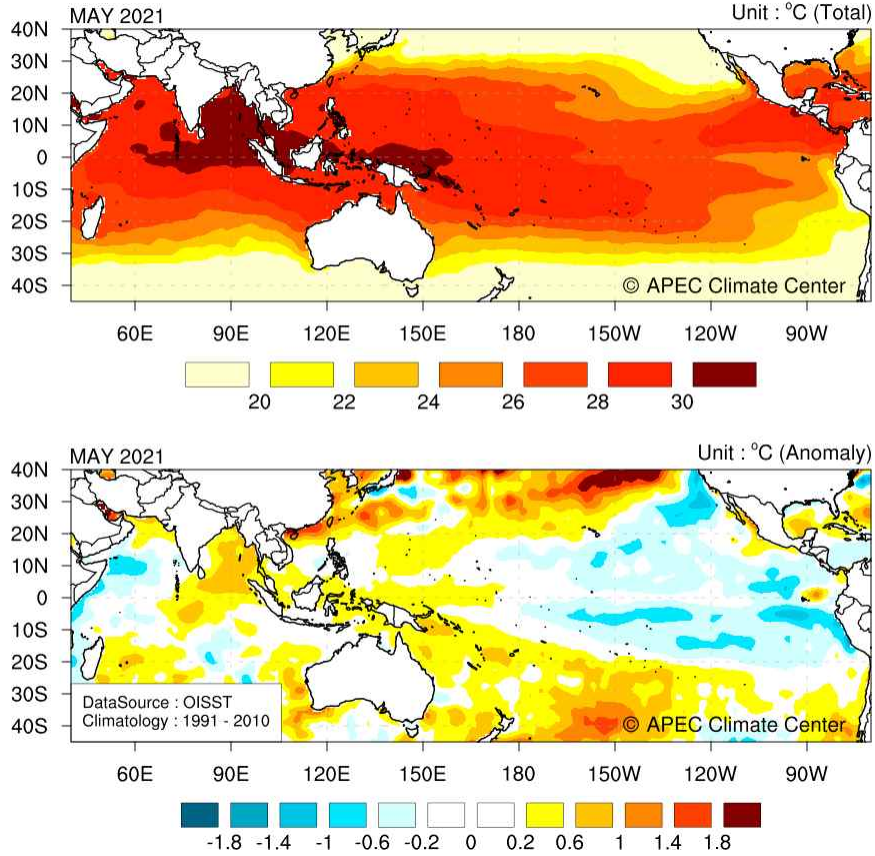 MAY 2021 Unit : °C (Total)
40N
30N
20N
10N
0
10S
20S
30S
40S
© APEC Climate Center
60E 90E 120E 150E 180 150W 120W 90W
20 22 24 26 28 30
MAY 2021 Unit : °C (Anomaly)
40N
30N
20N
10N
0
10S
20S
30S
40S
DataSource : OISST
Climatology : 1991 - 2010
© APEC Climate Center
60E 90E 120E 150E 180 150W 120W 90W
-1.8 -1.4 -1 -0.6 -0.2 0 0.2 0.6 1 1.4 1.8